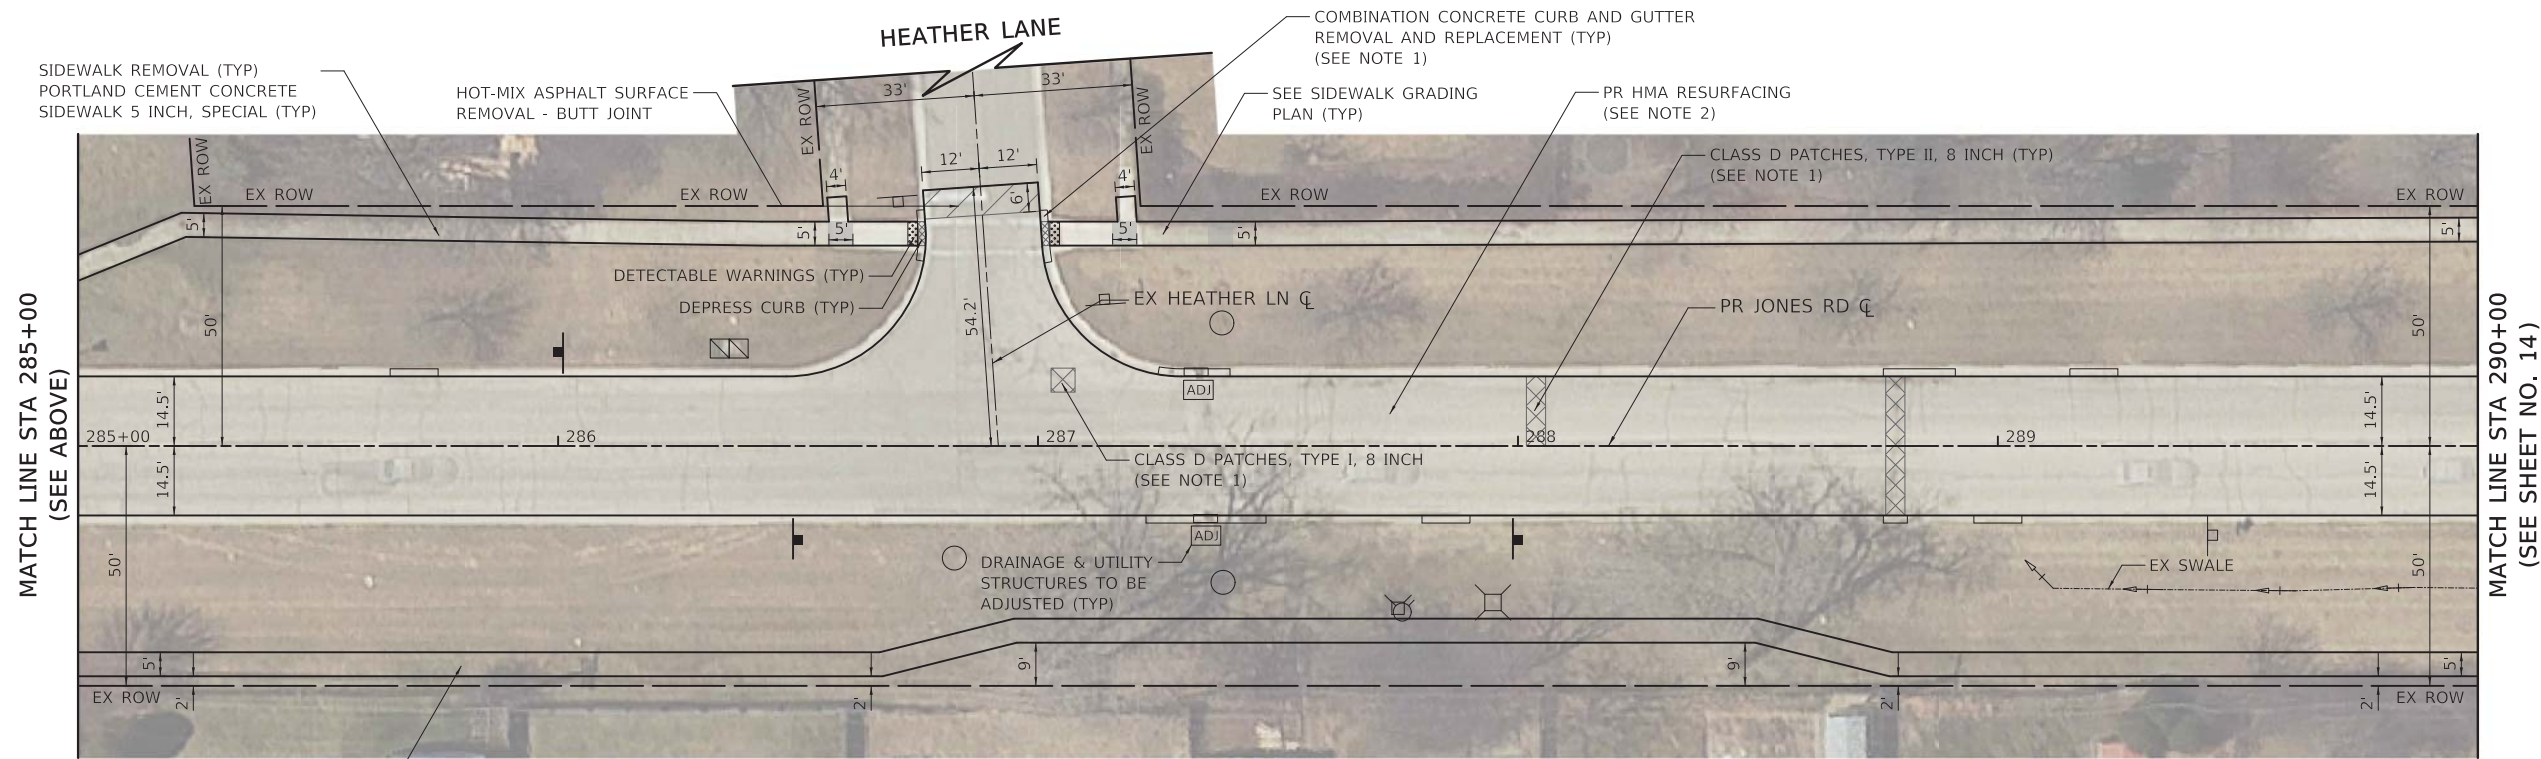 HEATHER LANE
COMBINATION CONCRETE CURB AND GUTTER
REMOVAL AND REPLACEMENT (TYP)
(SEE NOTE 1)
SIDEWALK REMOVAL (TYP)
PORTLAND CEMENT CONCRETE
SIDEWALK 5 INCH, SPECIAL (TYP)
HOT-MIX ASPHALT SURFACE
REMOVAL - BUTT JOINT
SEE SIDEWALK GRADING
PLAN (TYP)
PR HMA RESURFACING
(SEE NOTE 2)
CLASS D PATCHES, TYPE II, 8 INCH (TYP)
(SEE NOTE 1)
33'
33'
EX ROW
EX ROW
EX ROW
12'
12'
4'
4'
6'
EX ROW
EX ROW
EX ROW
EX ROW
5'
5'
5'
5'
5'
5'
DETECTABLE WARNINGS (TYP)
DEPRESS CURB (TYP)
54.2'
EX HEATHER LN ℄
PR JONES RD ℄
50'
50'
MATCH LINE STA 285+00
(SEE ABOVE)
MATCH LINE STA 290+00
(SEE SHEET NO. 14)
ADJ
14.5'
14.5'
285+00
286
287
288
289
14.5'
14.5'
CLASS D PATCHES, TYPE I, 8 INCH
(SEE NOTE 1)
ADJ
DRAINAGE & UTILITY
STRUCTURES TO BE
ADJUSTED (TYP)
EX SWALE
50'
50'
5'
9'
9'
5'
EX ROW
2'
2'
2'
2'
EX ROW